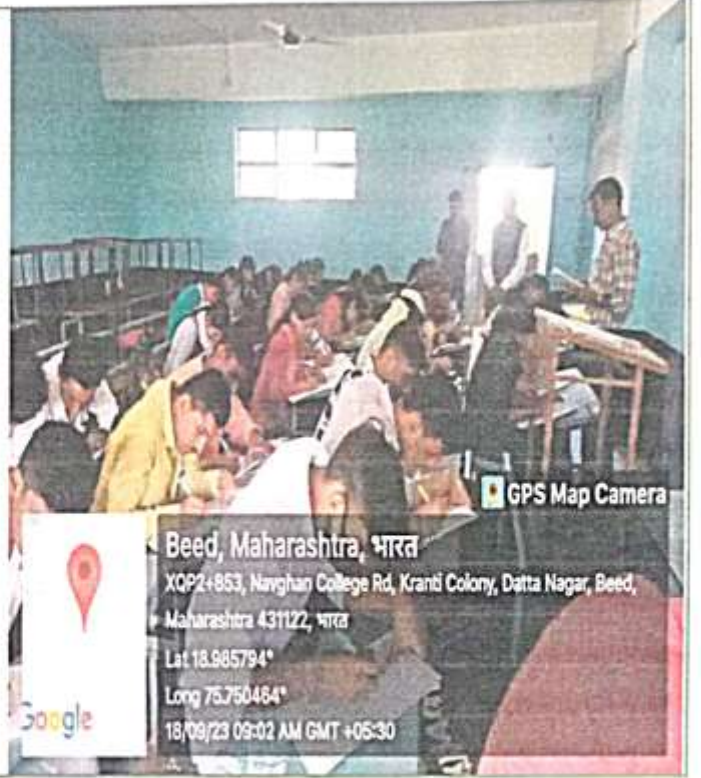 GPS Map Camera
Beed, Maharashtra, भारत
XQP2+853, Navghan College Rd, Kranti Colony, Datta Nagar, Beed,
Maharashtra 431122, भारत
Lat 18.985794°
Long 75.750464°
18/09/23 09:02 AM GMT +05:30
Google